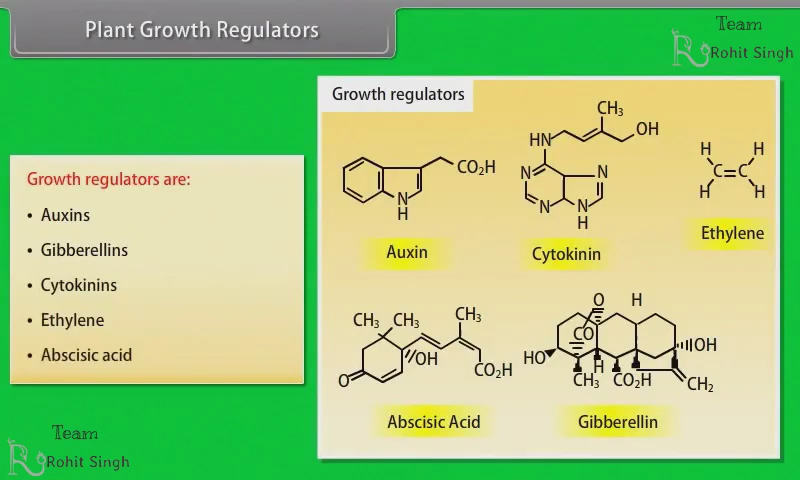 Plant Growth Regulators
Team
Rohit Singh
Growth regulators are:
• Auxins
• Gibberellins
• Cytokinins
• Ethylene
• Abscisic acid
Growth regulators
CO₂H
N
H
Auxin
CH₃
HN
OH
N
N
N
N
H
Cytokinin
H H
C=C
H H
Ethylene
CH₃ CH₃ CH₃
OH
O
CO₂H
Abscisic Acid
O H
CO
HO H OH
CH₃ CO₂H CH₂
Gibberellin
Team
Rohit Singh